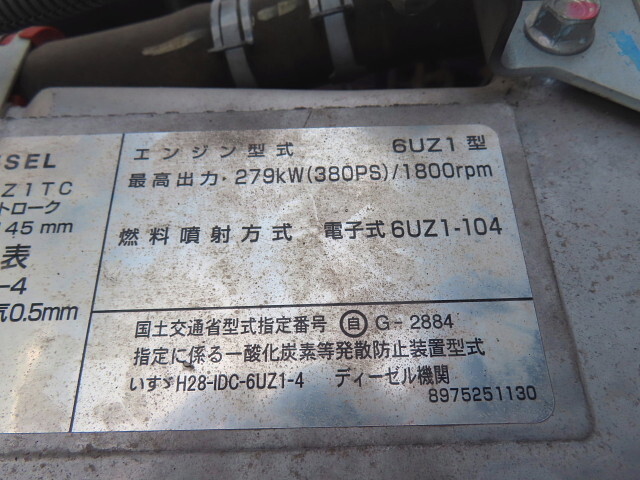 SEL
Z1TC
トローク
145 mm
表
-4
気0.5mm
エンジン型式 6UZ1型
最高出力・279kW(380PS)/1800rpm
燃料噴射方式 電子式6UZ1-104
国土交通省型式指定番号 自 G-2884
指定に係る一酸化炭素等発散防止装置型式
いすゞH28-IDC-6UZ1-4 ディーゼル機関
8975251130